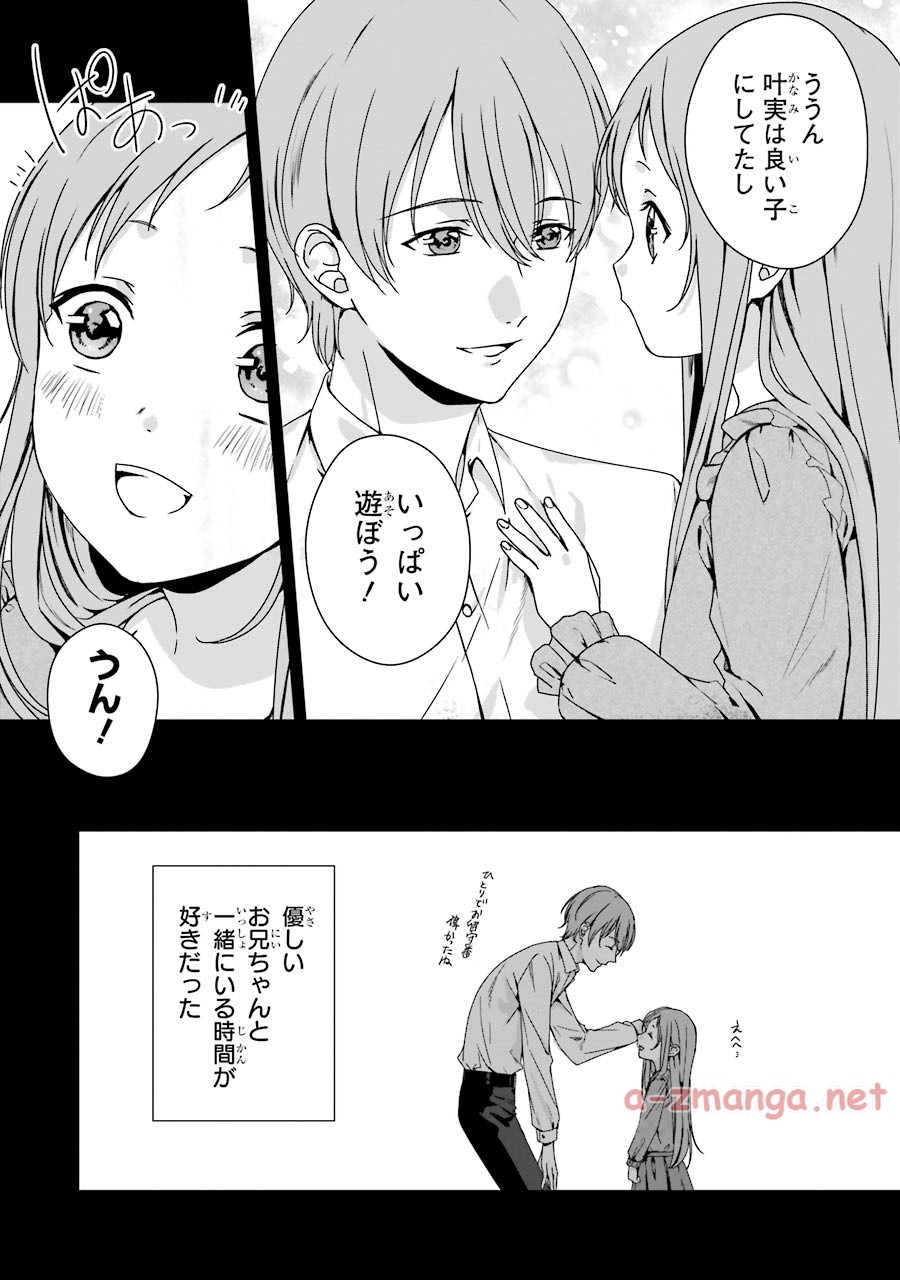 ううん
叶実は良い子
にしてたし
いっぱい
遊ぼう！
ぱあっ
うん！
ひとりでお留守番
偉かったね
えへへ…
優しい
お兄ちゃんと
一緒にいる時間が
好きだった
a-zmanga.net